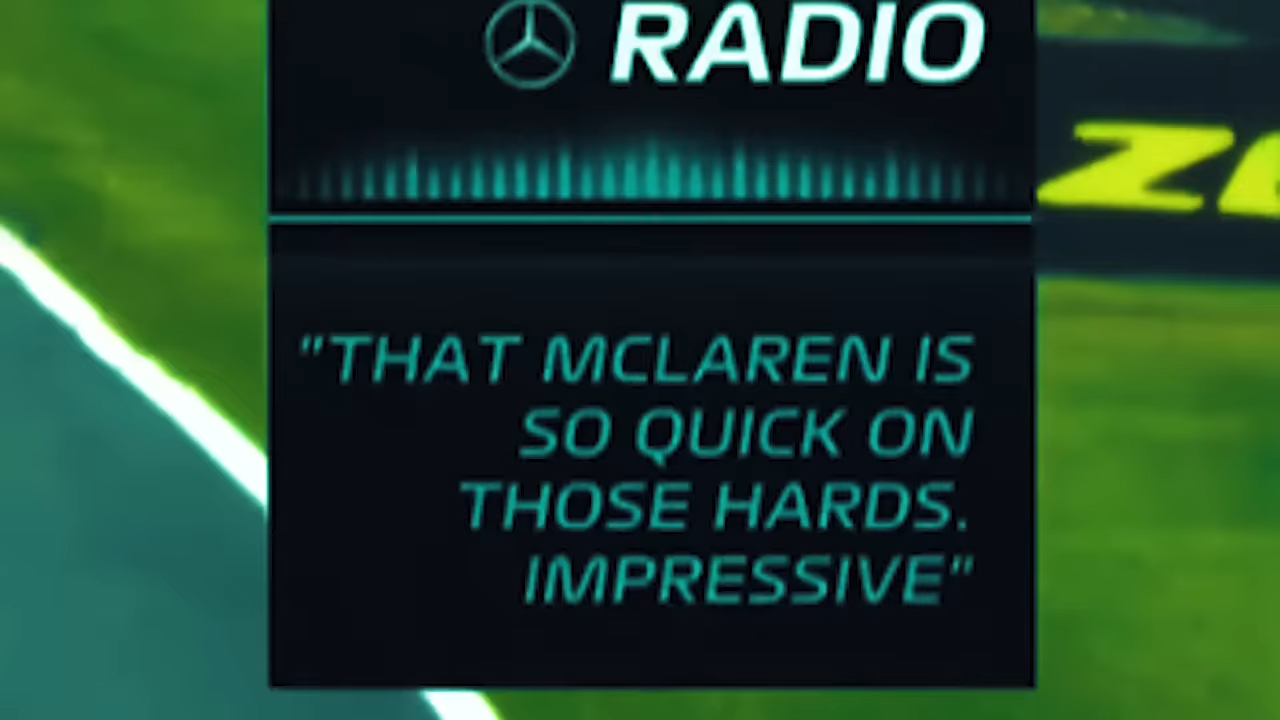 RADIO
"THAT MCLAREN IS
SO QUICK ON
THOSE HARDS.
IMPRESSIVE"